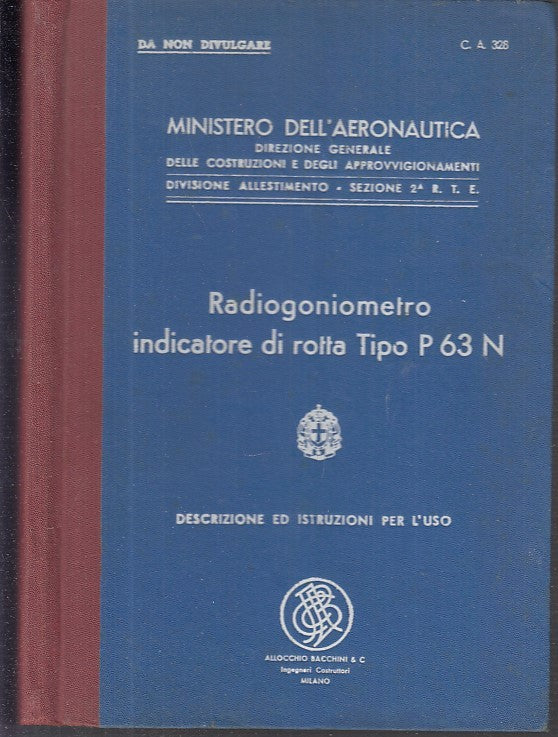 DA NON DIVULGARE
C. A. 328
MINISTERO DELL'AERONAUTICA
DIREZIONE GENERALE
DELLE COSTRUZIONI E DEGLI APPROVVIGIONAMENTI
DIVISIONE ALLESTIMENTO - SEZIONE 2ᴬ R. T. E.
Radiogoniometro
indicatore di rotta Tipo P 63 N
DESCRIZIONE ED ISTRUZIONI PER L'USO
ALLOCCHIO BACCHINI & C
Ingegneri Costruttori
MILANO